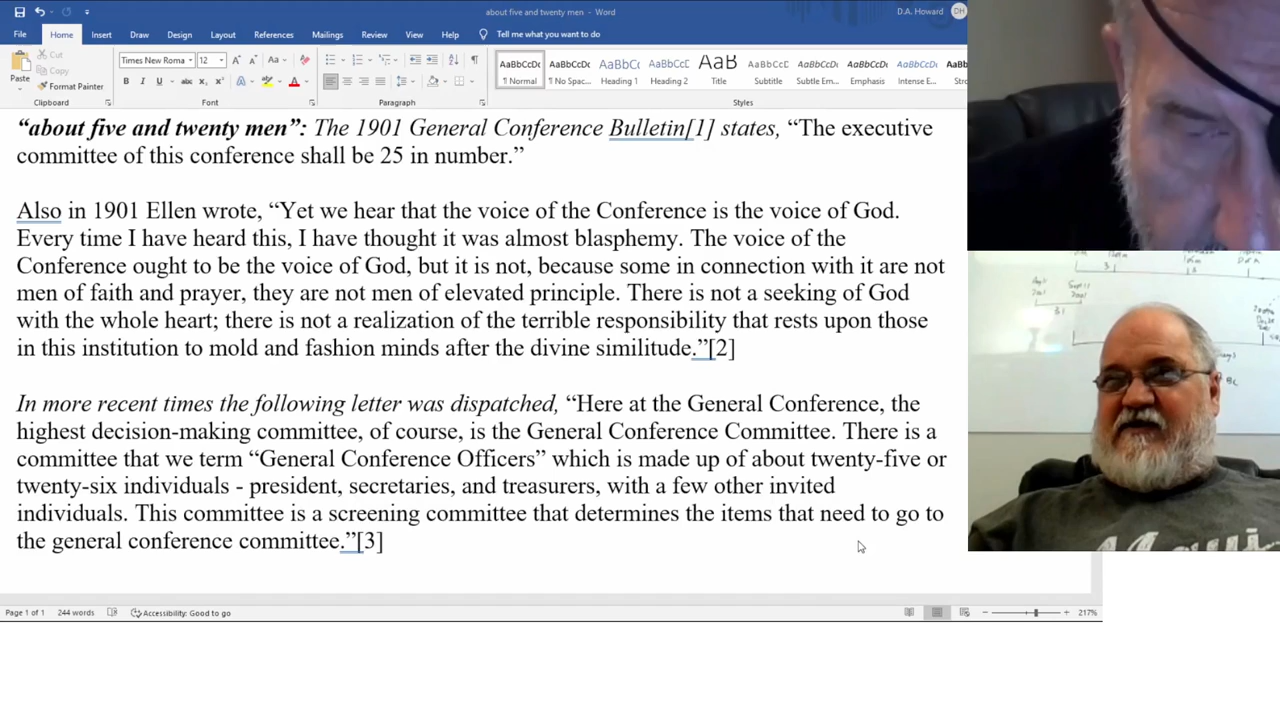 about five and twenty men - Word
D.A. Howard
DH
File Home Insert Draw Design Layout References Mailings Review View Help Tell me what you want to do
Paste
Cut
Copy
Format Painter
Times New Roma 12
Clipboard Font Paragraph Styles
AaBbCcDc AaBbCcDc AaBbCc AaBbCcD AaB AaBbCcD AaBbCcDc AaBbCcDc AaBbCcDc AaBbCc
¶ Normal ¶ No Spac... Heading 1 Heading 2 Title Subtitle Subtle Em... Emphasis Intense E... Stro
“about five and twenty men”: The 1901 General Conference Bulletin[1] states, “The executive
committee of this conference shall be 25 in number.”
Also in 1901 Ellen wrote, “Yet we hear that the voice of the Conference is the voice of God.
Every time I have heard this, I have thought it was almost blasphemy. The voice of the
Conference ought to be the voice of God, but it is not, because some in connection with it are not
men of faith and prayer, they are not men of elevated principle. There is not a seeking of God
with the whole heart; there is not a realization of the terrible responsibility that rests upon those
in this institution to mold and fashion minds after the divine similitude.”[2]
In more recent times the following letter was dispatched, “Here at the General Conference, the
highest decision-making committee, of course, is the General Conference Committee. There is a
committee that we term “General Conference Officers” which is made up of about twenty-five or
twenty-six individuals - president, secretaries, and treasurers, with a few other invited
individuals. This committee is a screening committee that determines the items that need to go to
the general conference committee.”[3]
Page 1 of 1 244 words Accessibility: Good to go 217%